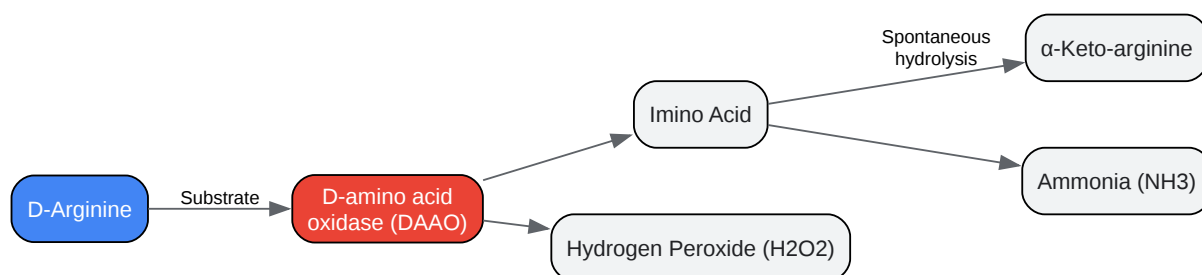 D-Arginine
Substrate
D-amino acid
oxidase (DAAO)
Imino Acid
Hydrogen Peroxide (H2O2)
Spontaneous
hydrolysis
α-Keto-arginine
Ammonia (NH3)